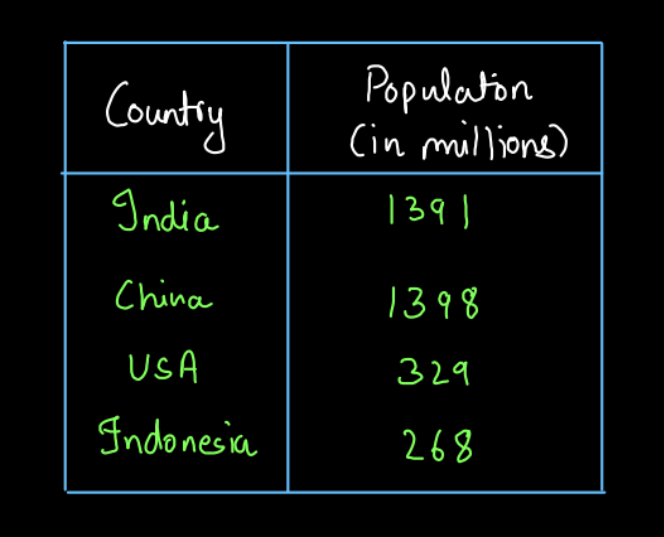 Country
Population
(in millions)
India 1391
China 1398
USA 329
Indonesia 268